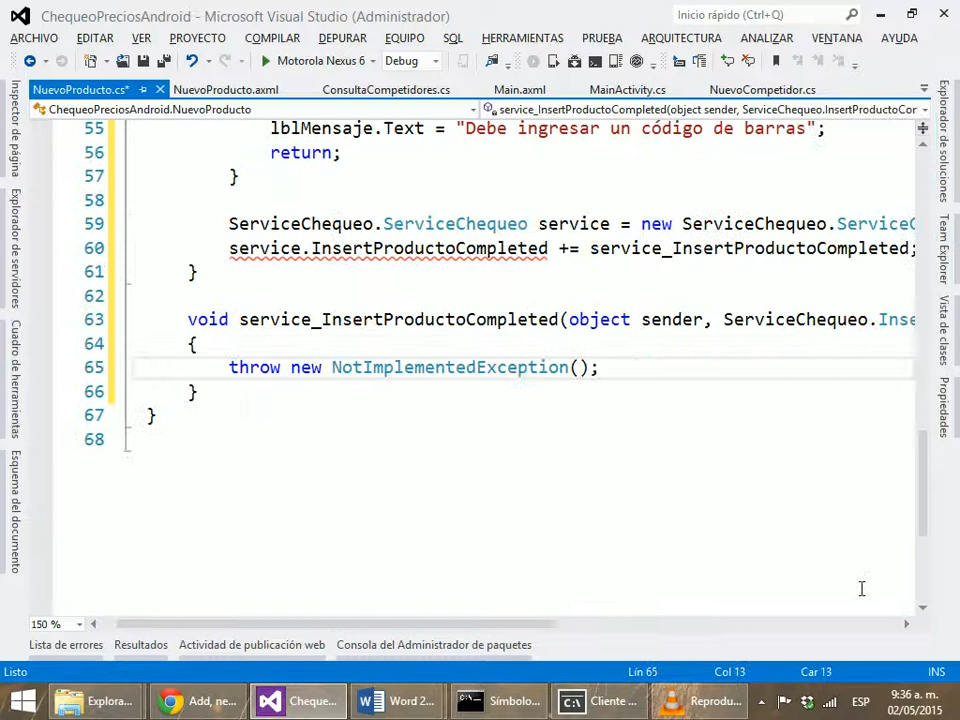 ChequeoPreciosAndroid - Microsoft Visual Studio (Administrador)
Inicio rápido (Ctrl+Q)
ARCHIVO EDITAR VER PROYECTO COMPILAR DEPURAR EQUIPO SQL HERRAMIENTAS PRUEBA ARQUITECTURA ANALIZAR VENTANA AYUDA
Motorola Nexus 6 Debug
NuevoProducto.cs* NuevoProducto.axml ConsultaCompetidores.cs Main.axml MainActivity.cs NuevoCompetidor.cs
ChequeoPreciosAndroid.NuevoProducto
service_InsertProductoCompleted(object sender, ServiceChequeo.InsertProductoCor
55 lblMensaje.Text = "Debe ingresar un código de barras";
56 return;
57 }
58
59 ServiceChequeo.ServiceChequeo service = new ServiceChequeo.ServiceC
60 service.InsertProductoCompleted += service_InsertProductoCompleted;
61 }
62
63 void service_InsertProductoCompleted(object sender, ServiceChequeo.Inse
64 {
65 throw new NotImplementedException();
66 }
67 }
68
Inspector de página
Explorador de servidores
Cuadro de herramientas
Esquema del documento
Explorador de soluciones
Team Explorer
Vista de clases
Propiedades
150 %
Lista de errores Resultados Actividad de publicación web Consola del Administrador de paquetes
Listo Lín 65 Col 13 Car 13 INS
Explora... Add, ne... Cheque... Word 2... Símbolo... Cliente ... Reprodu... ESP
9:36 a. m.
02/05/2015